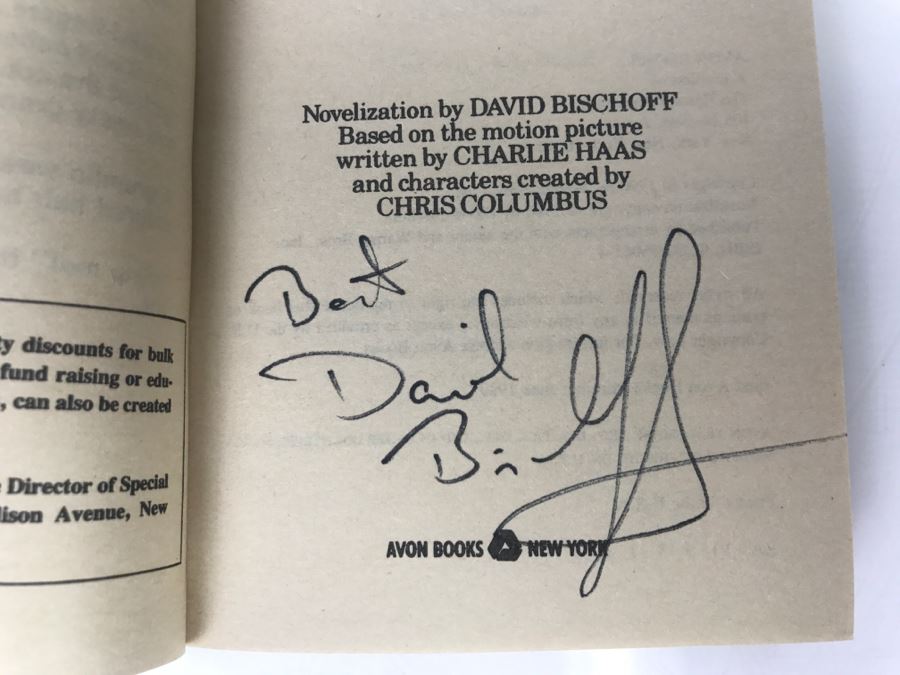 y discounts for bulk
fund raising or edu-
, can also be created
Director of Special
ison Avenue, New
Novelization by DAVID BISCHOFF
Based on the motion picture
written by CHARLIE HAAS
and characters created by
CHRIS COLUMBUS
Best
David
Bischoff
AVON BOOKS NEW YORK